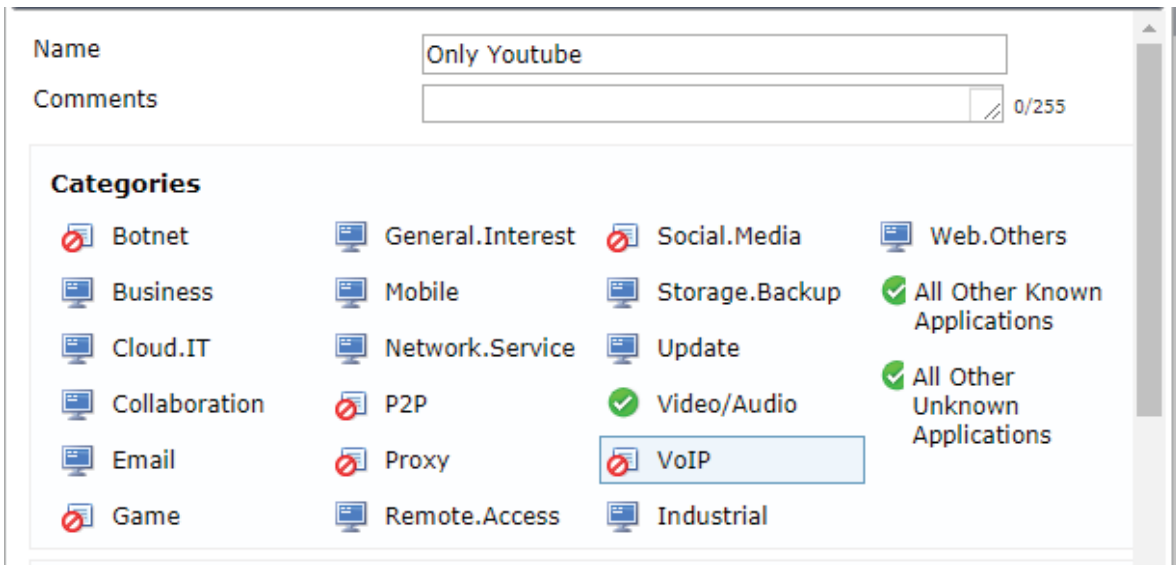 Name
Only Youtube
Comments
0/255
Categories
Botnet
General.Interest
Social.Media
Web.Others
Business
Mobile
Storage.Backup
All Other Known
Applications
Cloud.IT
Network.Service
Update
All Other
Unknown
Applications
Collaboration
P2P
Video/Audio
Email
Proxy
VoIP
Game
Remote.Access
Industrial